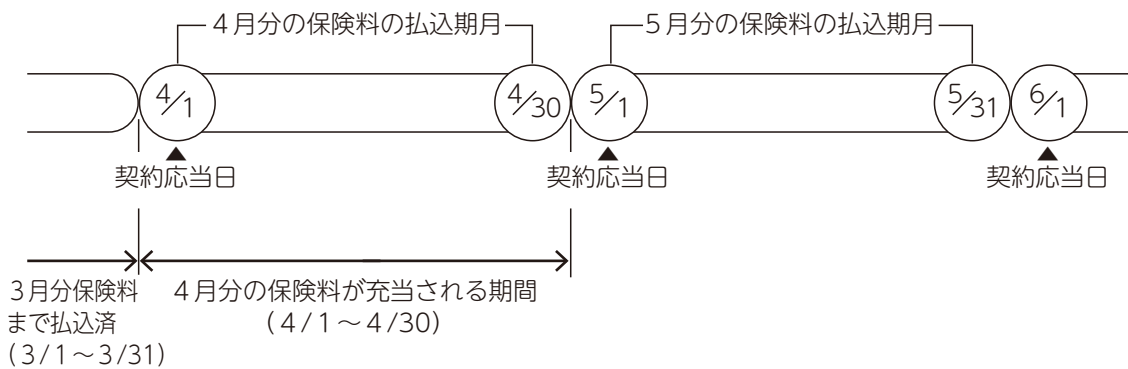 4月分の保険料の払込期月
5月分の保険料の払込期月
4/1
4/30
5/1
5/31
6/1
▲
▲
▲
契約応当日
契約応当日
契約応当日
3月分保険料
まで払込済
(3/1～3/31)
4月分の保険料が充当される期間
(4/1～4/30)